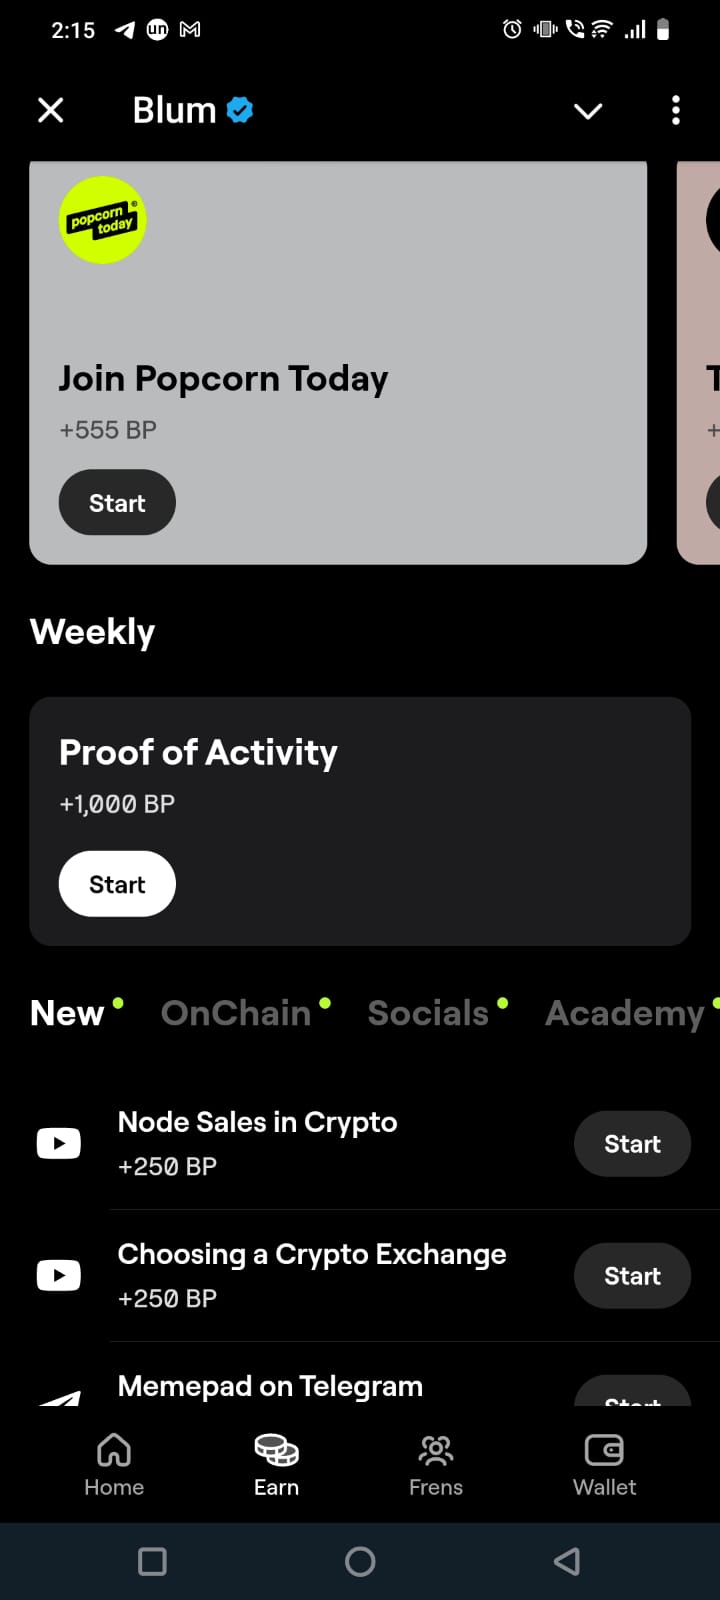 2:15
un
Blum
popcorn
today
®
Join Popcorn Today
+555 BP
Start
T
+
Weekly
Proof of Activity
+1,000 BP
Start
New OnChain Socials Academy
Node Sales in Crypto
+250 BP
Start
Choosing a Crypto Exchange
+250 BP
Start
Memepad on Telegram
Start
Home Earn Frens Wallet